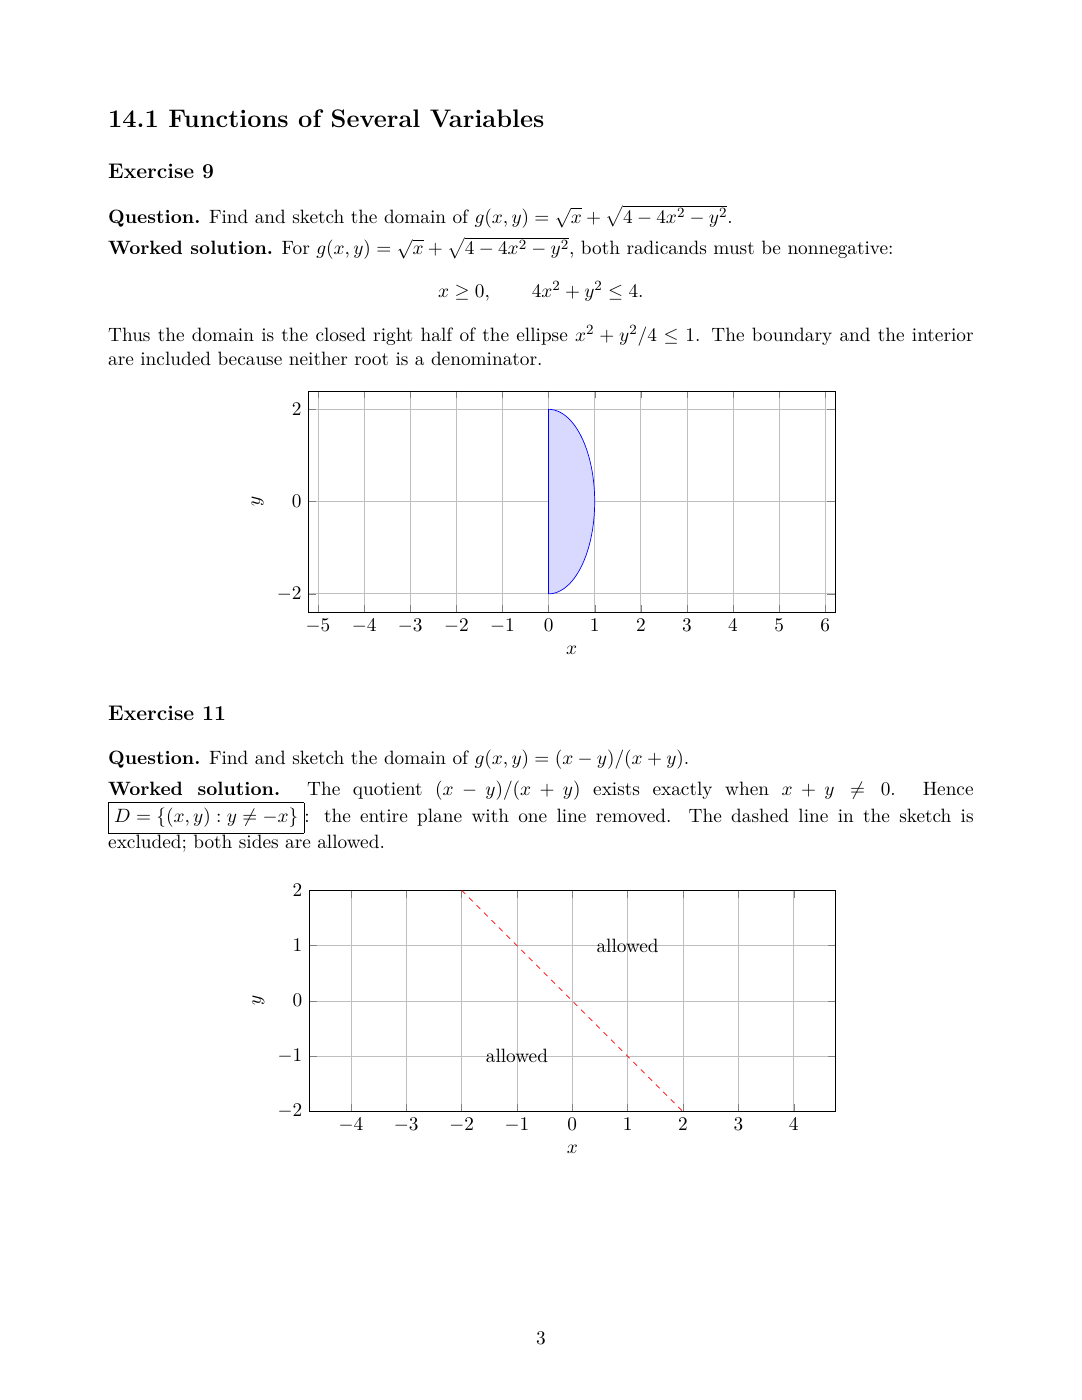 14.1 Functions of Several Variables
Exercise 9
Question. Find and sketch the domain of g(x, y) = √x + √(4 − 4x² − y²).
Worked solution. For g(x, y) = √x + √(4 − 4x² − y²), both radicands must be nonnegative:
x ≥ 0, 4x² + y² ≤ 4.
Thus the domain is the closed right half of the ellipse x² + y²/4 ≤ 1. The boundary and the interior
are included because neither root is a denominator.
2
0
−2
y
−5 −4 −3 −2 −1 0 1 2 3 4 5 6
x
Exercise 11
Question. Find and sketch the domain of g(x, y) = (x − y)/(x + y).
Worked solution. The quotient (x − y)/(x + y) exists exactly when x + y ≠ 0. Hence
D = {(x, y) : y ≠ −x} : the entire plane with one line removed. The dashed line in the sketch is
excluded; both sides are allowed.
2
1
allowed
0
y
−1
allowed
−2
−4 −3 −2 −1 0 1 2 3 4
x
3